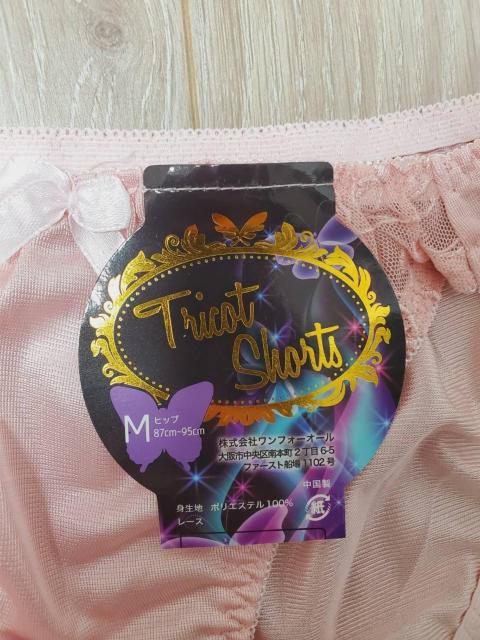 Tricot
Shorts
M ヒップ
87cm~95cm
株式会社ワンフォーオール
大阪市中央区南本町2丁目6-5
ファースト船場1102号
中国製
身生地 ポリエステル100%
レース
紙